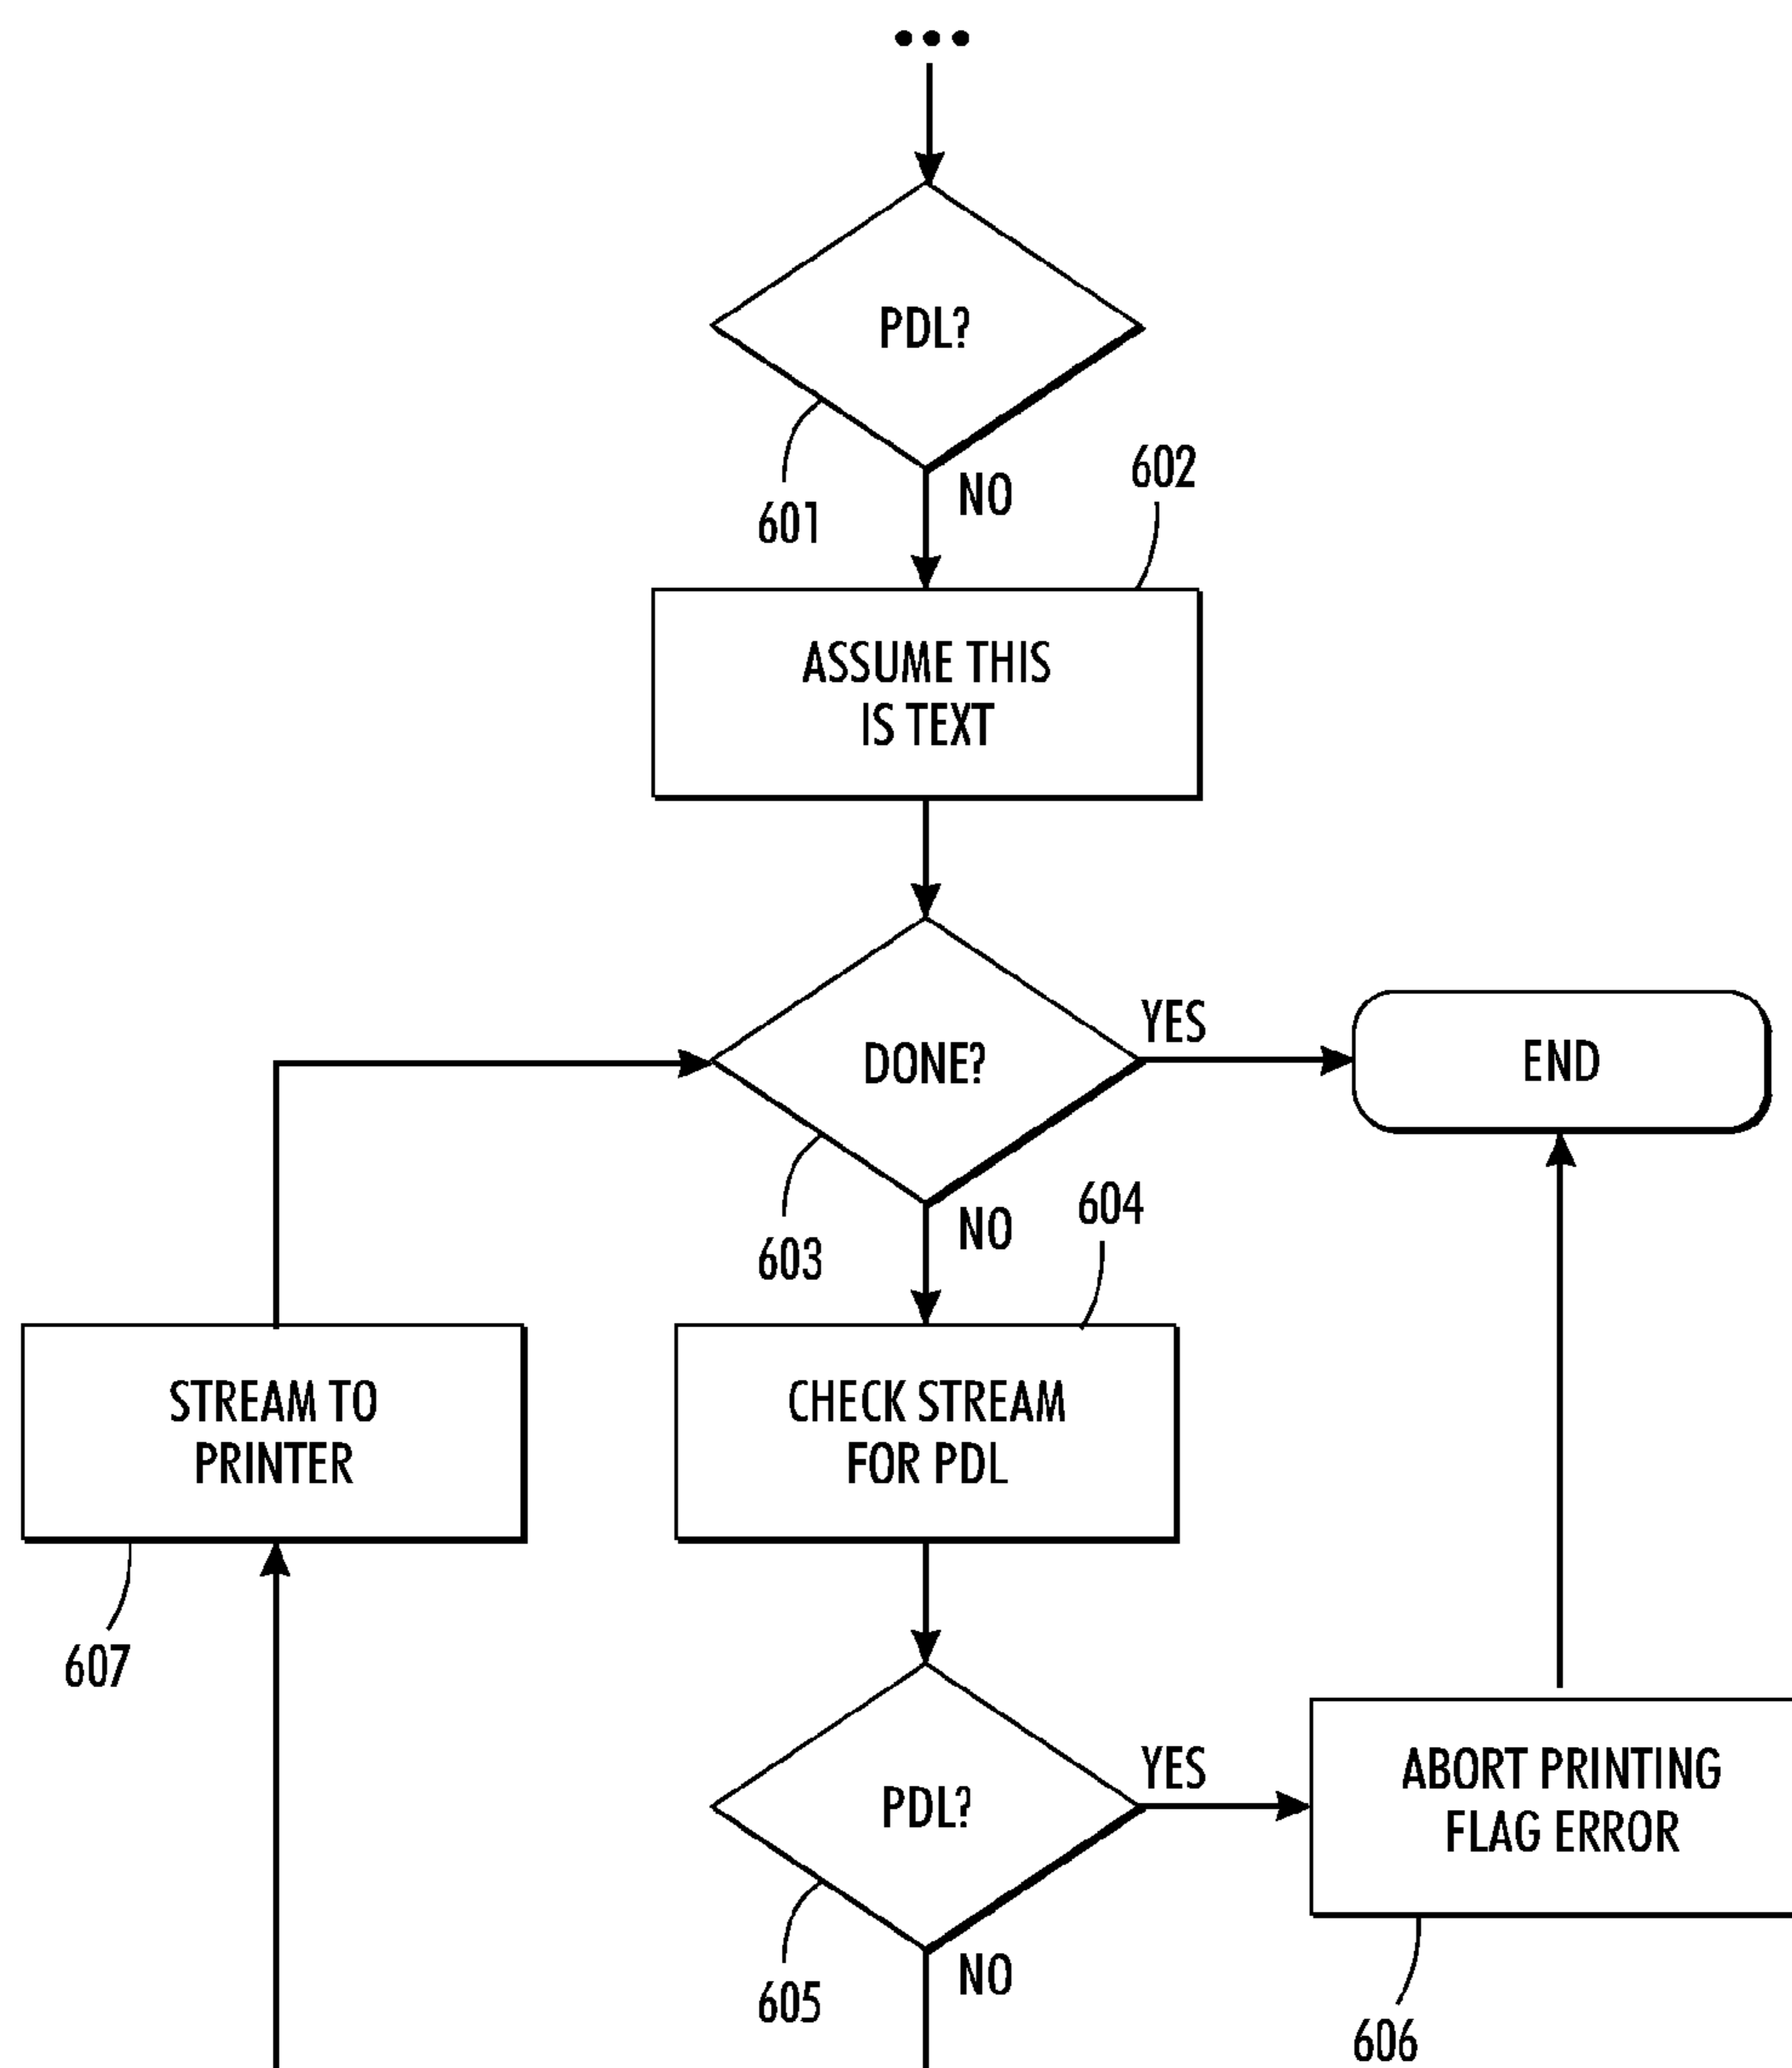 •••
PDL?
601
NO
602
ASSUME THIS
IS TEXT
DONE?
YES
END
603
NO
604
STREAM TO
PRINTER
607
CHECK STREAM
FOR PDL
PDL?
YES
ABORT PRINTING
FLAG ERROR
605
NO
606